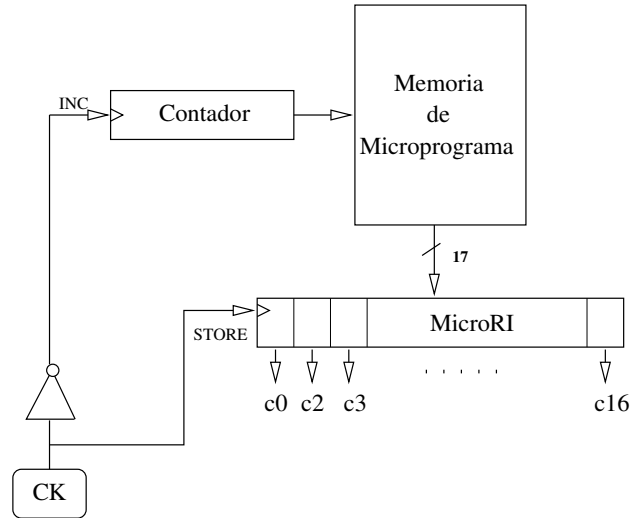 Memoria
de
Microprograma
INC
Contador
17
MicroRI
STORE
c0 c2 c3 . . . . . c16
CK